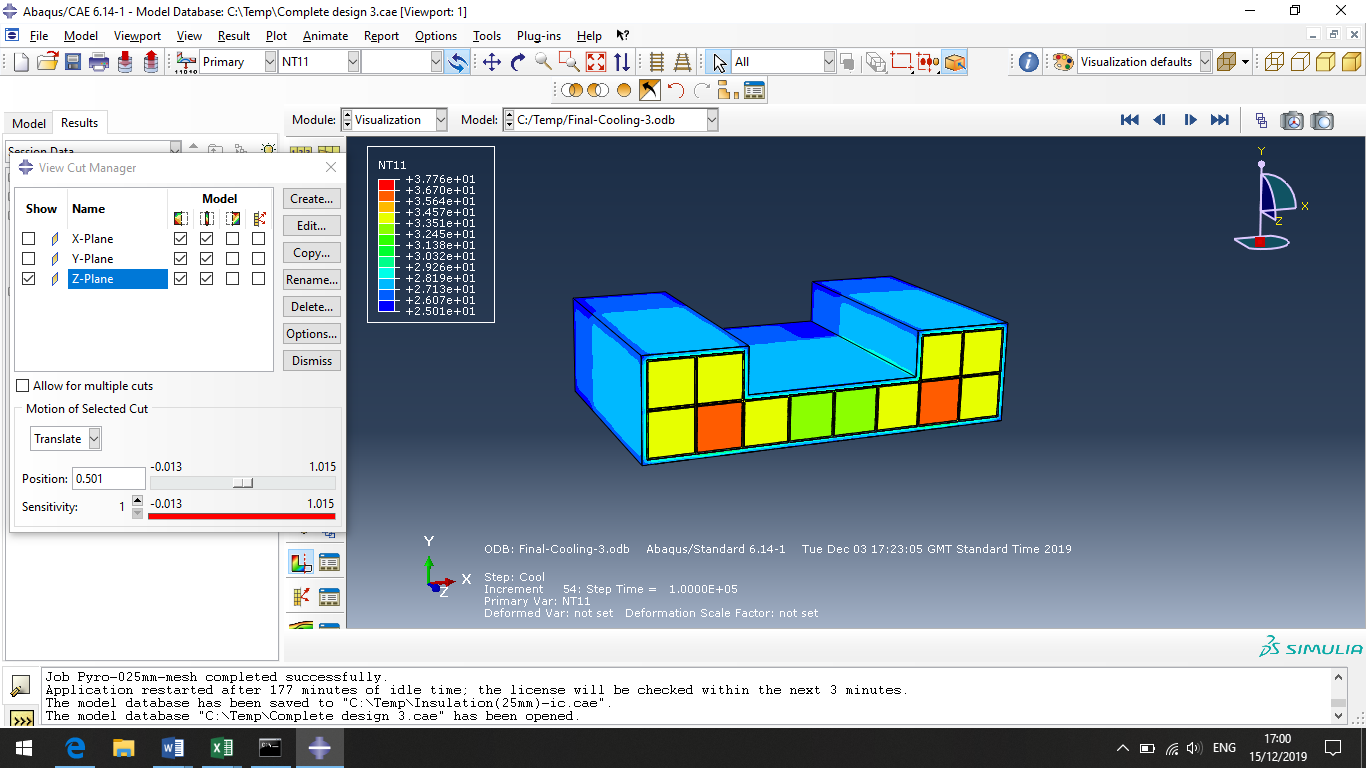 Abaqus/CAE 6.14-1 - Model Database: C:\Temp\Complete design 3.cae [Viewport: 1]
File Model Viewport View Result Plot Animate Report Options Tools Plug-ins Help
Primary NT11 All Visualization defaults
Model Results Module: Visualization Model: C:/Temp/Final-Cooling-3.odb
Session Data
View Cut Manager
Show Name Model
X-Plane
Y-Plane
Z-Plane
Create...
Edit...
Copy...
Rename...
Delete...
Options...
Dismiss
Allow for multiple cuts
Motion of Selected Cut
Translate
-0.013 1.015
Position: 0.501
Sensitivity: 1 -0.013 1.015
NT11
+3.776e+01
+3.670e+01
+3.564e+01
+3.457e+01
+3.351e+01
+3.245e+01
+3.138e+01
+3.032e+01
+2.926e+01
+2.819e+01
+2.713e+01
+2.607e+01
+2.501e+01
Y
X
Z
Y
X
Z
ODB: Final-Cooling-3.odb Abaqus/Standard 6.14-1 Tue Dec 03 17:23:05 GMT Standard Time 2019
Step: Cool
Increment 54: Step Time = 1.0000E+05
Primary Var: NT11
Deformed Var: not set Deformation Scale Factor: not set
SIMULIA
Job Pyro-025mm-mesh completed successfully.
Application restarted after 177 minutes of idle time; the license will be checked within the next 3 minutes.
The model database has been saved to "C:\Temp\Insulation(25mm)-ic.cae".
The model database "C:\Temp\Complete design 3.cae" has been opened.
>>>
ENG
17:00
15/12/2019